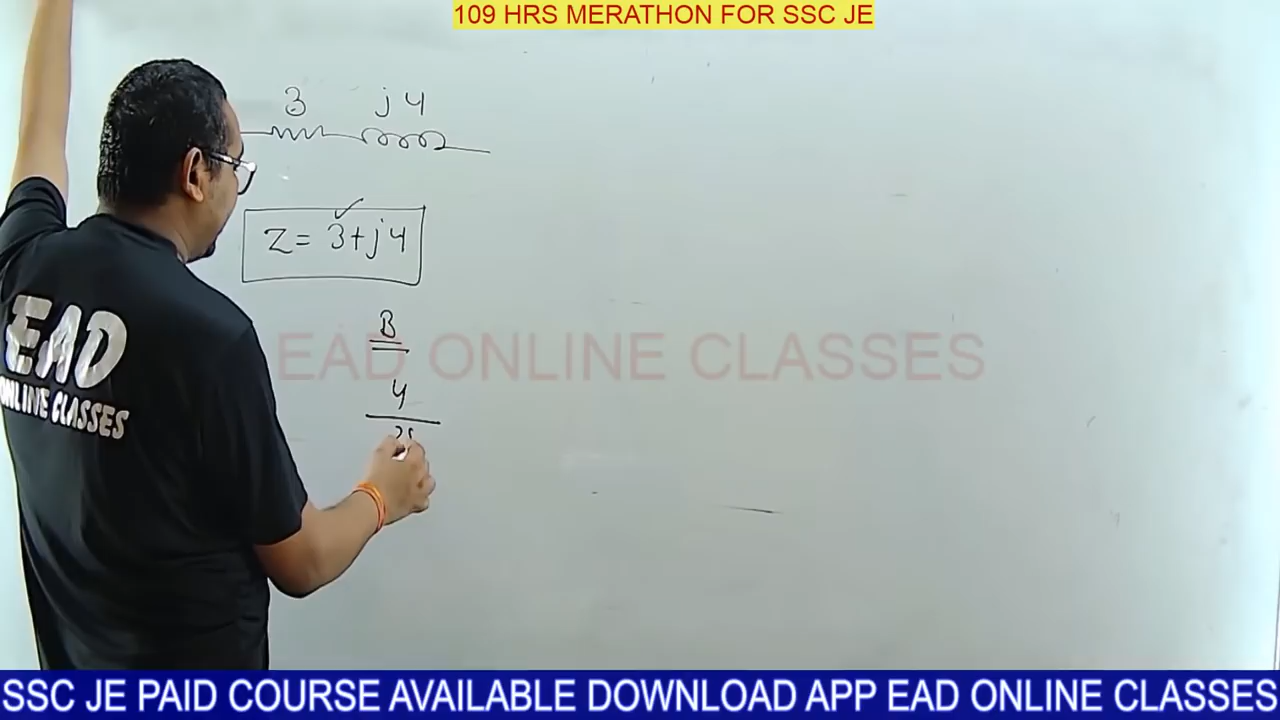 109 HRS MERATHON FOR SSC JE
3 j4
Z = 3+j4
B
4
25
EAD ONLINE CLASSES
EAD
ONLINE CLASSES
SSC JE PAID COURSE AVAILABLE DOWNLOAD APP EAD ONLINE CLASSES